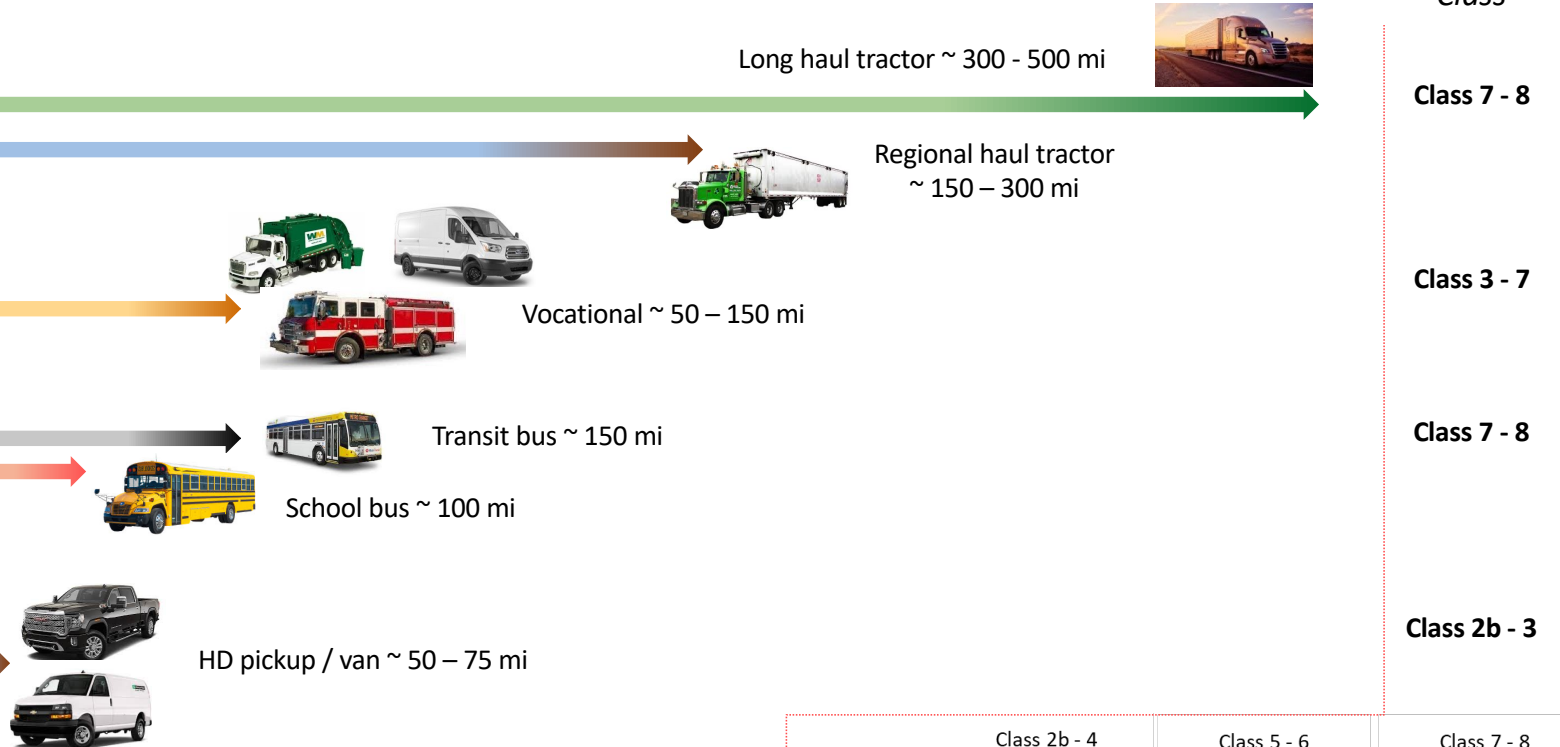 Class
Long haul tractor ~ 300 - 500 mi
Class 7 - 8
Regional haul tractor
~ 150 – 300 mi
WM
Class 3 - 7
Vocational ~ 50 – 150 mi
Transit bus ~ 150 mi
Class 7 - 8
School bus ~ 100 mi
Class 2b - 3
HD pickup / van ~ 50 – 75 mi
Class 2b - 4
Class 5 - 6
Class 7 - 8